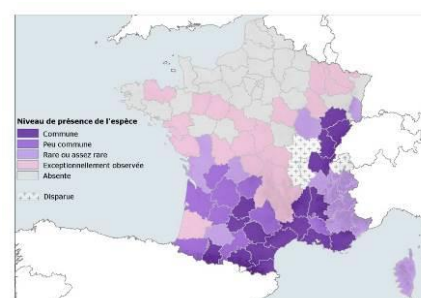 Niveau de présence de l'espèce
Commune
Peu commune
Rare ou assez rare
Exceptionnellement observée
Absente
Disparue